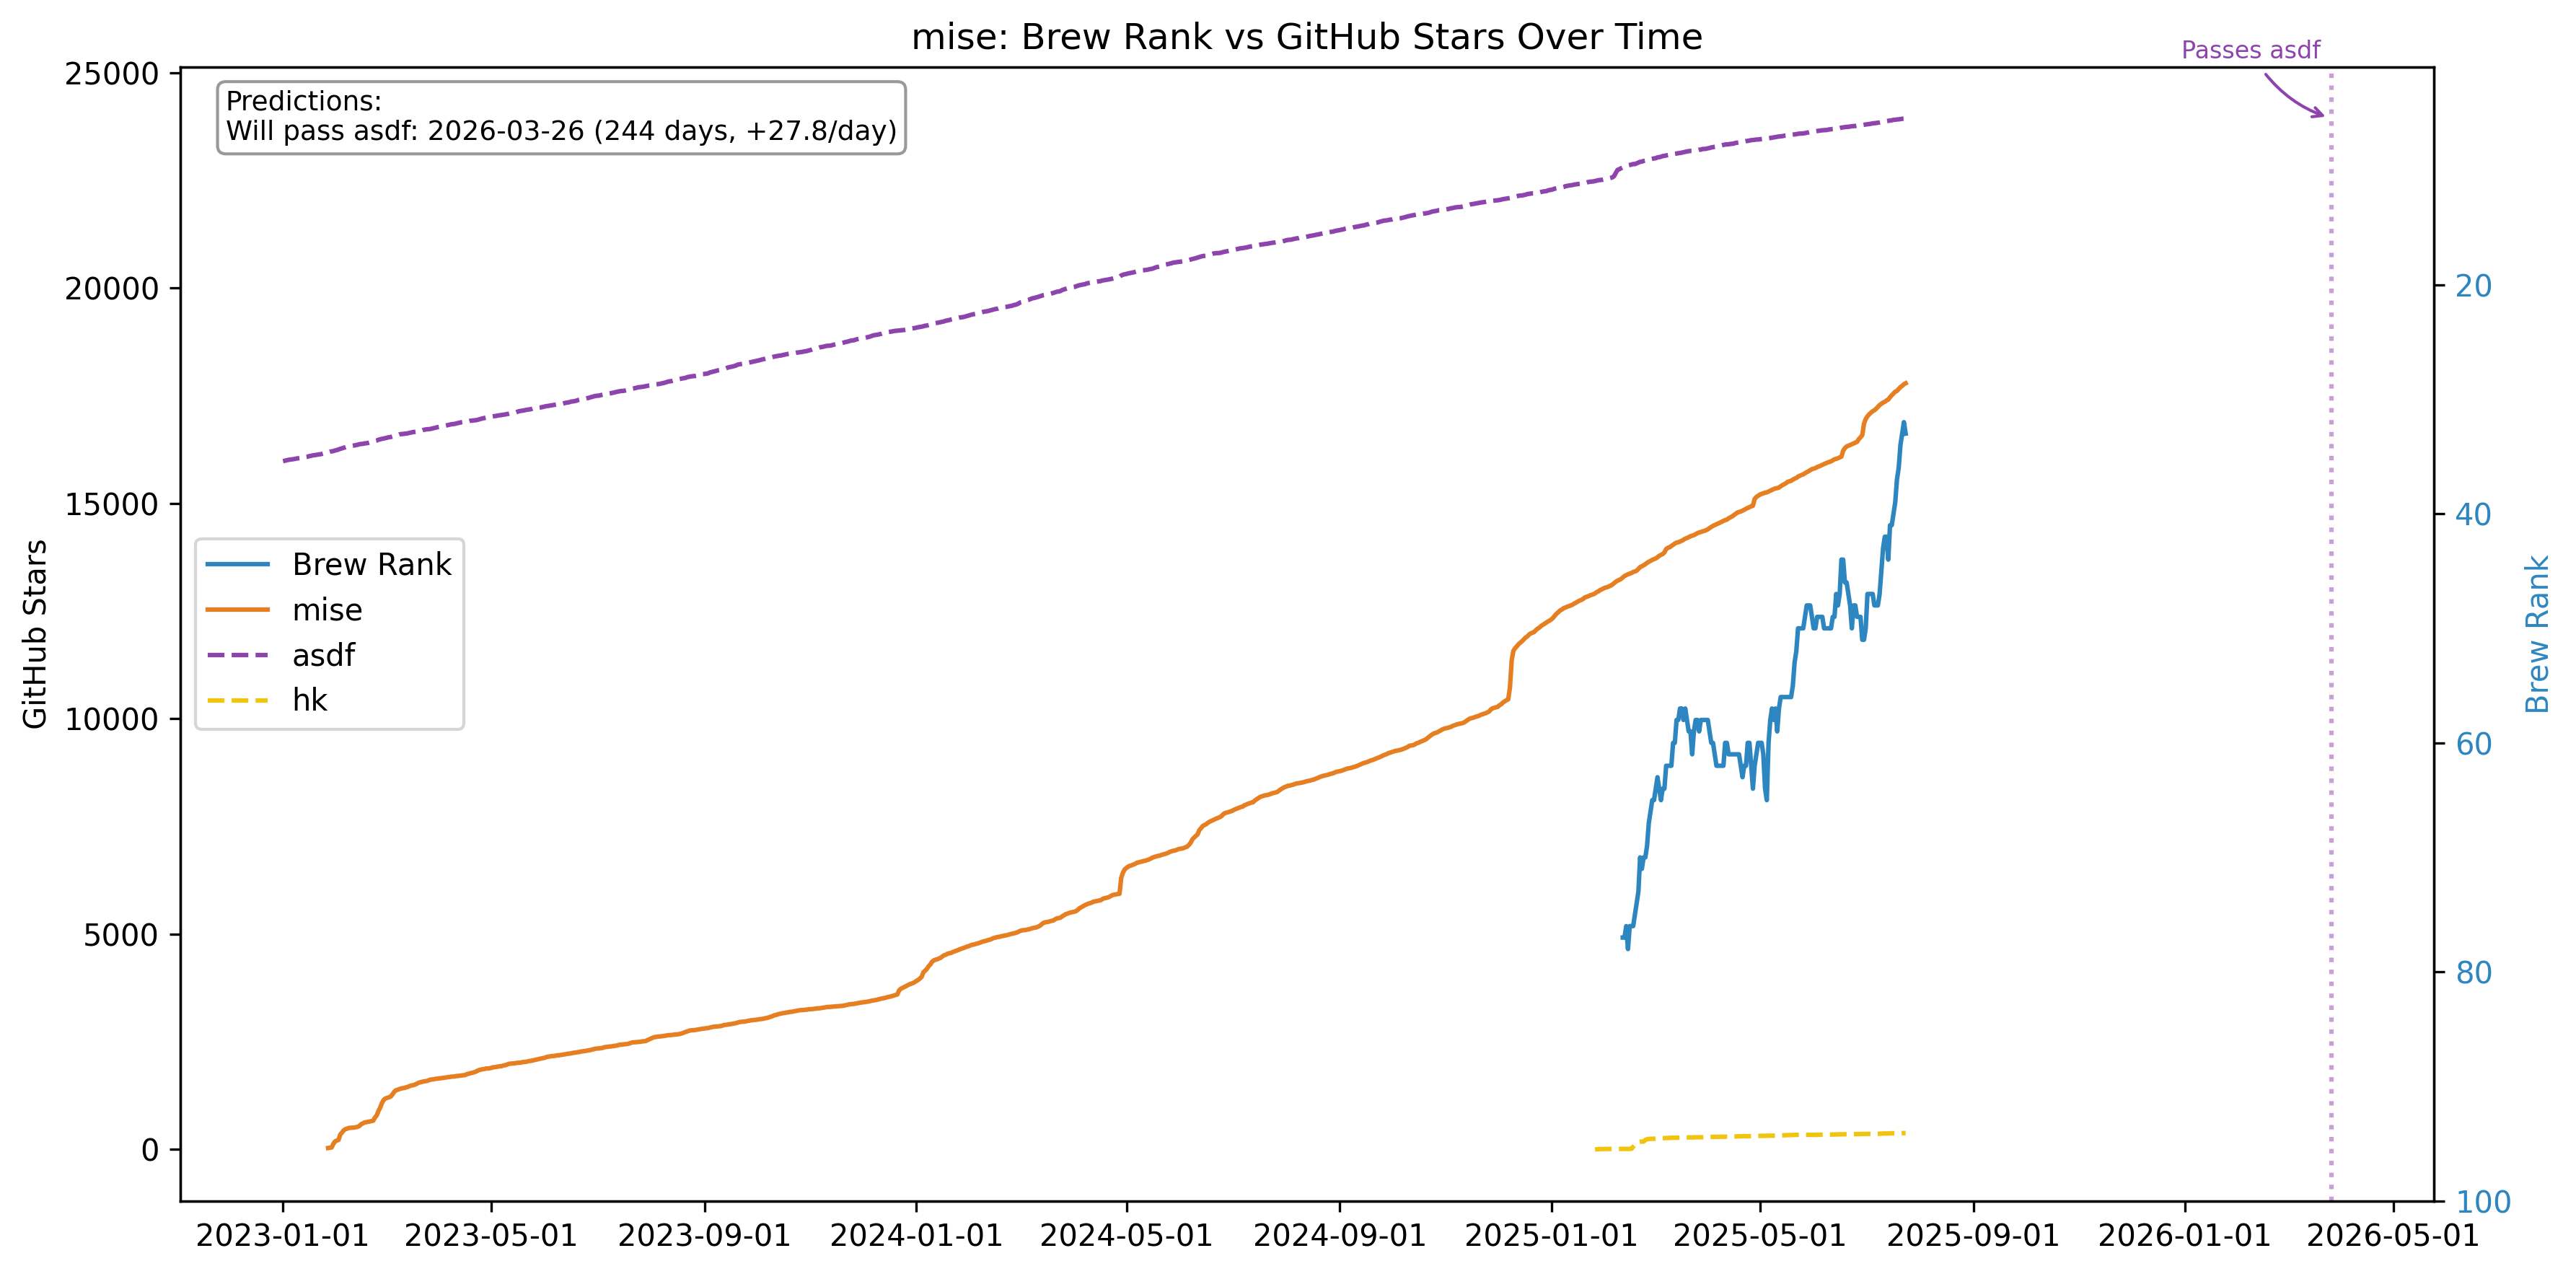 mise: Brew Rank vs GitHub Stars Over Time
Passes asdf
Predictions:
Will pass asdf: 2026-03-26 (244 days, +27.8/day)
GitHub Stars
25000
20000
15000
10000
5000
0
Brew Rank
mise
asdf
hk
20
40
60
80
100
Brew Rank
2023-01-01
2023-05-01
2023-09-01
2024-01-01
2024-05-01
2024-09-01
2025-01-01
2025-05-01
2025-09-01
2026-01-01
2026-05-01